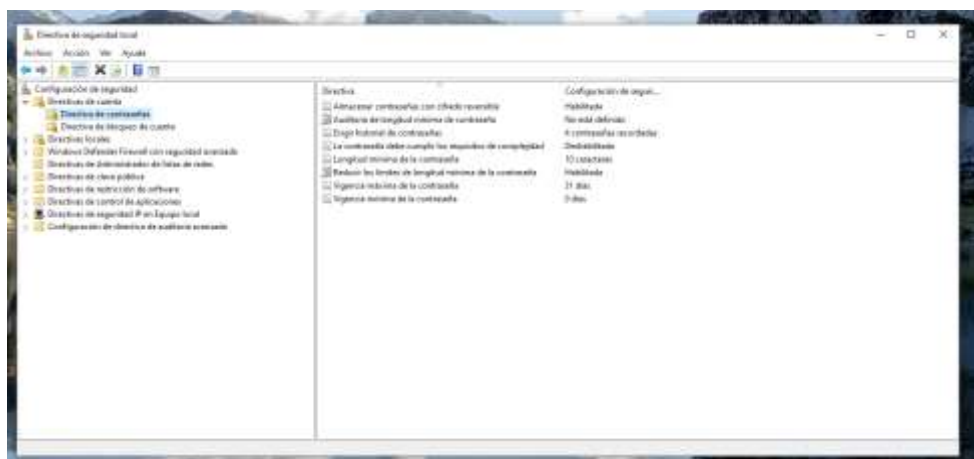 Directiva de seguridad local
Archivo Acción Ver Ayuda
Configuración de seguridad
Directivas de cuenta
Directiva de contraseñas
Directiva de bloqueo de cuenta
Directivas locales
Windows Defender Firewall con seguridad avanzada
Directivas de Administrador de listas de redes
Directivas de clave pública
Directivas de restricción de software
Directivas de control de aplicaciones
Directivas de seguridad IP en Equipo local
Configuración de directiva de auditoría avanzada
Directiva Configuración de seguri...
Almacenar contraseñas con cifrado reversible Habilitada
Auditoría de longitud mínima de contraseña No está definido
Exigir historial de contraseñas 4 contraseñas recordadas
La contraseña debe cumplir los requisitos de complejidad Deshabilitada
Longitud mínima de la contraseña 10 caracteres
Reducir los límites de longitud mínima de la contraseña Habilitada
Vigencia máxima de la contraseña 31 días
Vigencia mínima de la contraseña días